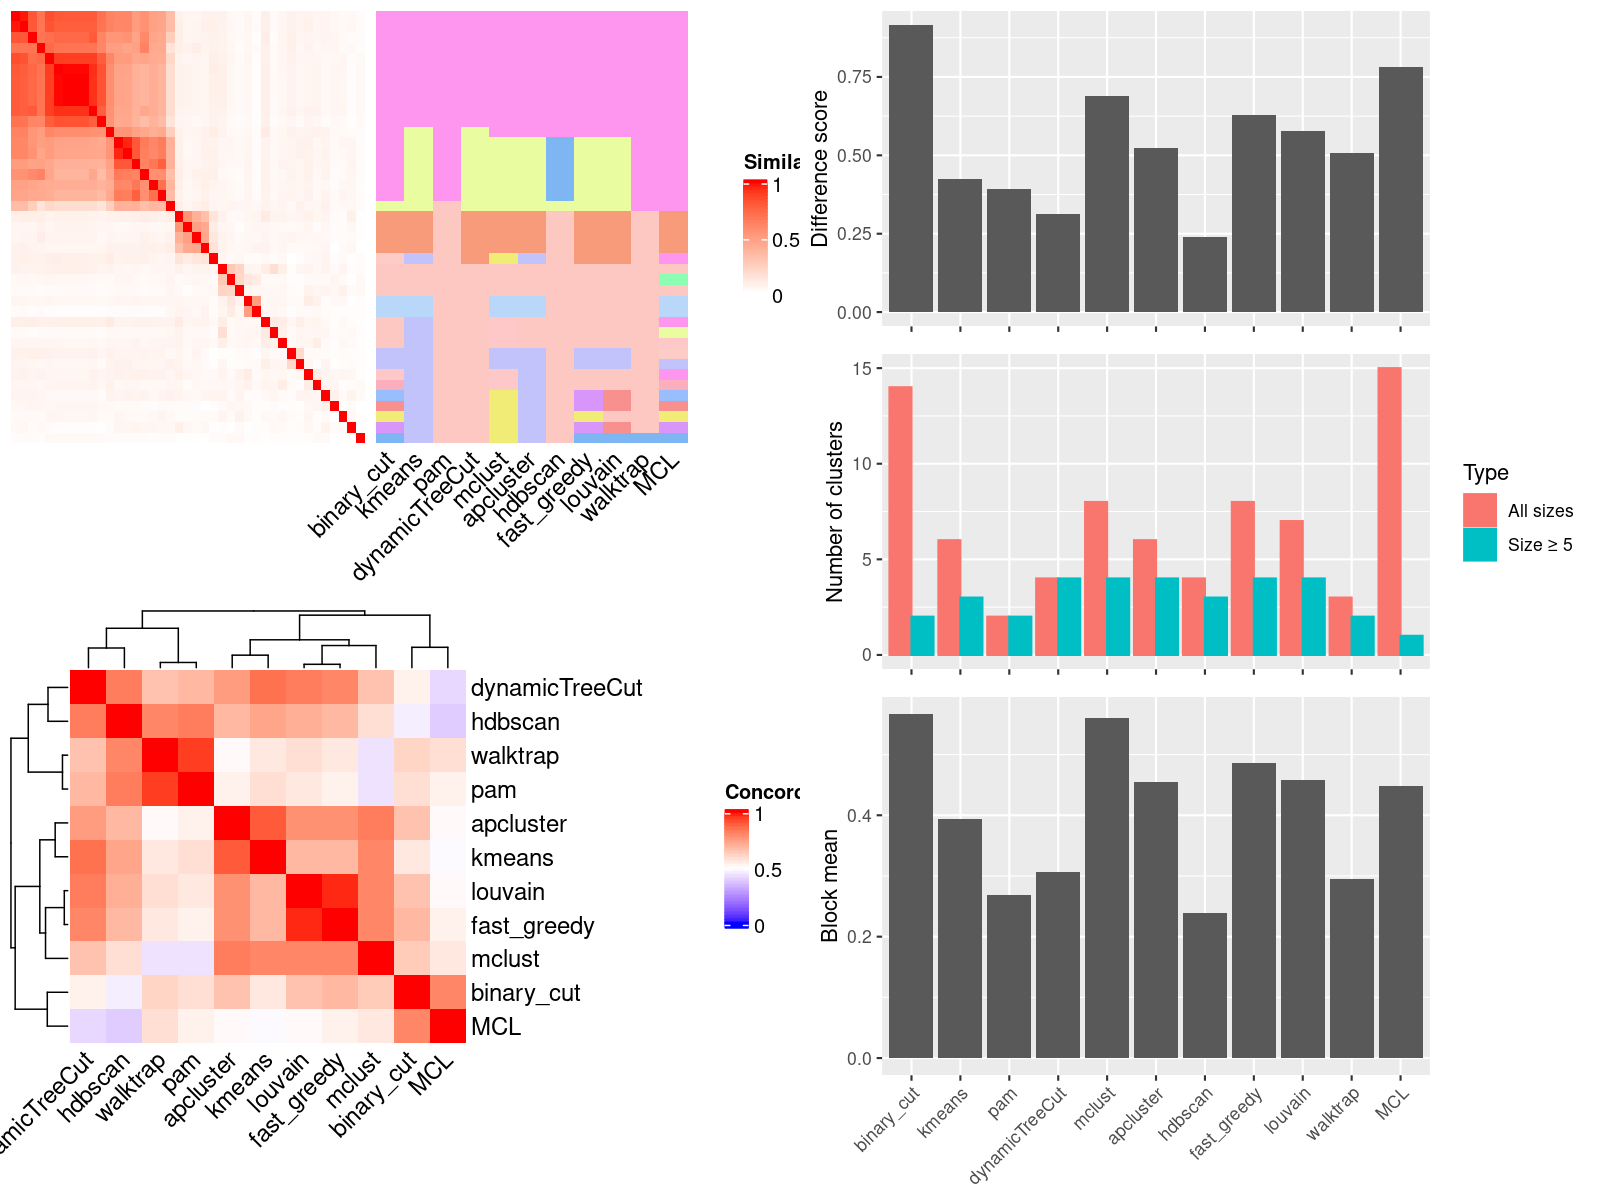 Simila
1
0.5
0
binary_cut
kmeans
pam
dynamicTreeCut
mclust
apcluster
hdbscan
fast_greedy
louvain
walktrap
MCL
dynamicTreeCut
hdbscan
walktrap
pam
apcluster
kmeans
louvain
fast_greedy
mclust
binary_cut
MCL
Concord
1
0.5
0
amicTreeCut
hdbscan
walktrap
pam
apcluster
kmeans
louvain
fast_greedy
mclust
binary_cut
MCL
Difference score
0.75
0.50
0.25
0.00
Number of clusters
15
10
5
0
Type
All sizes
Size ≥ 5
Block mean
0.4
0.2
0.0
binary_cut
kmeans
pam
dynamicTreeCut
mclust
apcluster
hdbscan
fast_greedy
louvain
walktrap
MCL